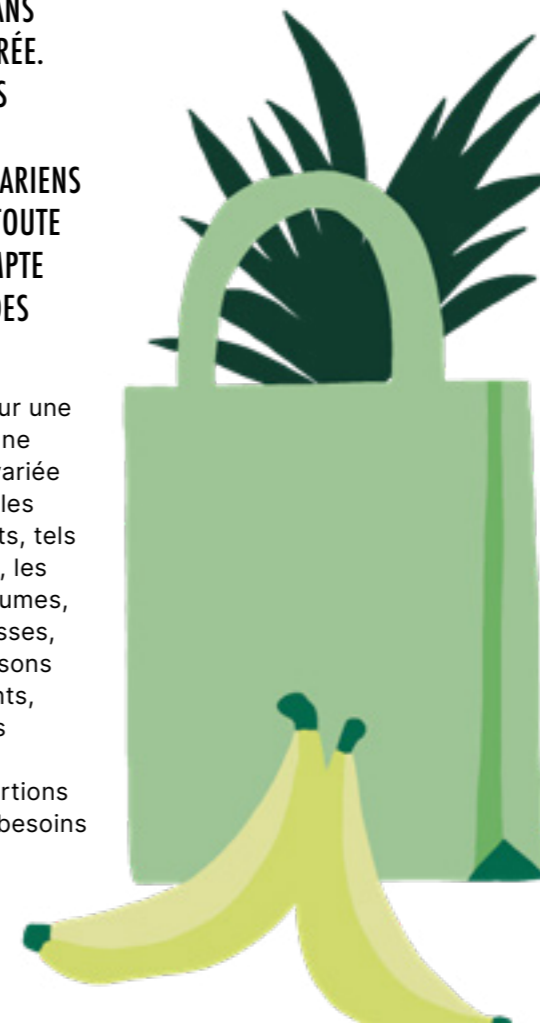 ANS
RÉE.
S
ARIENS
TOUTE
MPTE
DES
ur une
ne
variée
les
ts, tels
, les
umes,
sses,
sons
nts,
s
rtions
besoins